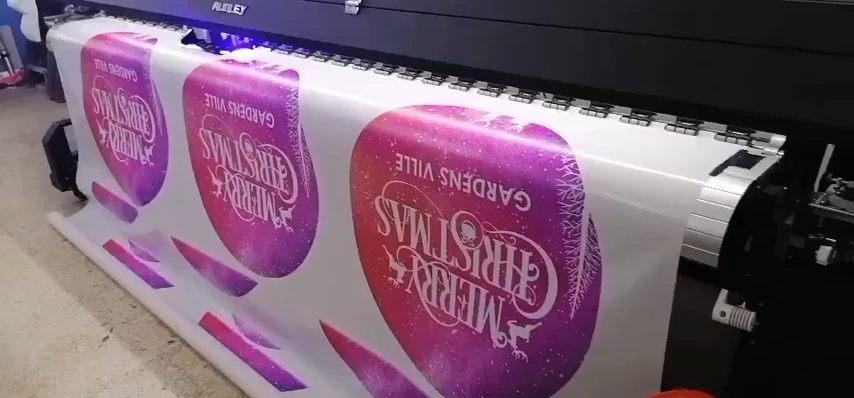 AUDLEY
GARDENS VILLE
MERRY
CHRISTMAS
GARDENS VILLE
MERRY
CHRISTMAS
GARDENS VILLE
MERRY
CHRISTMAS